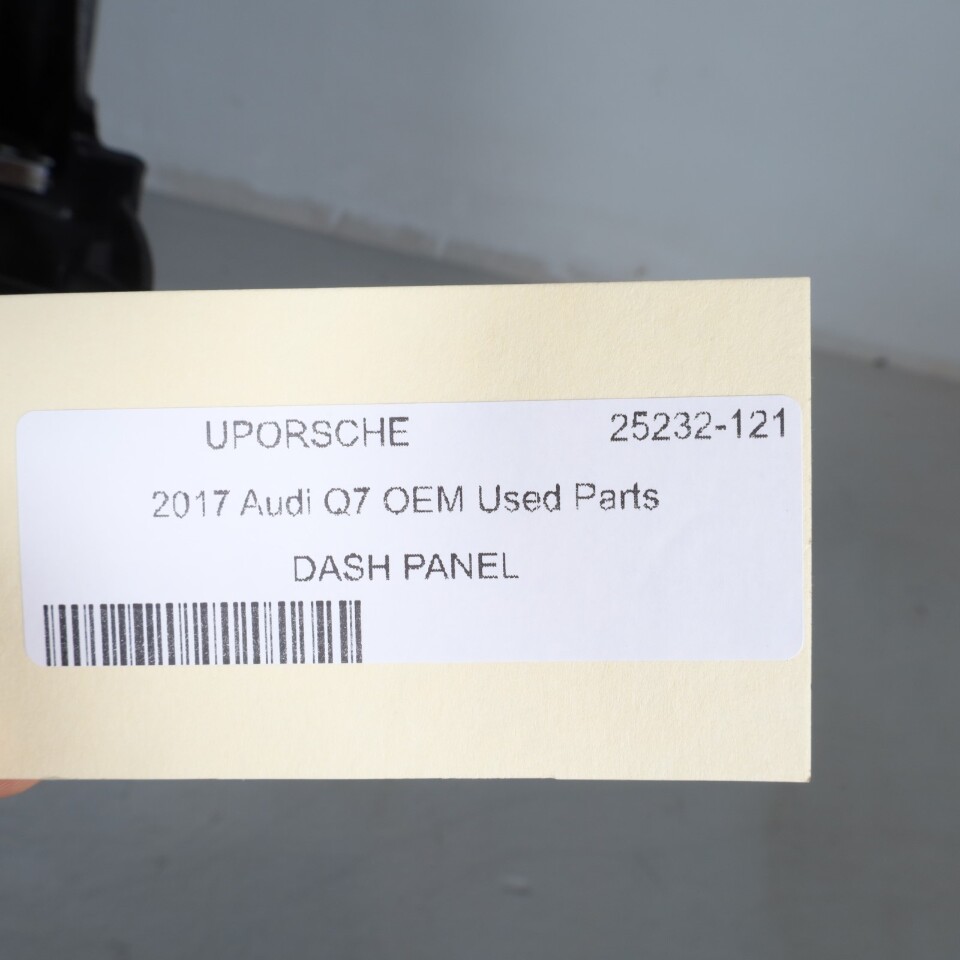 UPORSCHE 25232-121
2017 Audi Q7 OEM Used Parts
DASH PANEL